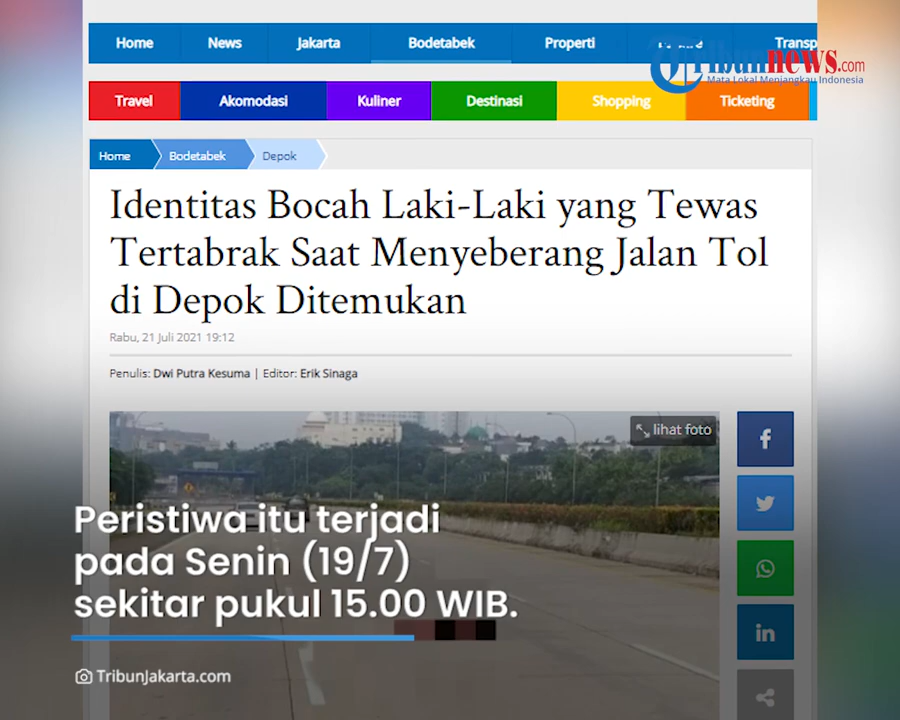 Home News Jakarta Bodetabek Properti Transp
Tribunnews.com
Mata Lokal Menjangkau Indonesia
Travel Akomodasi Kuliner Destinasi Shopping Ticketing
Home Bodetabek Depok
Identitas Bocah Laki-Laki yang Tewas
Tertabrak Saat Menyeberang Jalan Tol
di Depok Ditemukan
Rabu, 21 Juli 2021 19:12
Penulis: Dwi Putra Kesuma | Editor: Erik Sinaga
lihat foto
Peristiwa itu terjadi
pada Senin (19/7)
sekitar pukul 15.00 WIB.
TribunJakarta.com